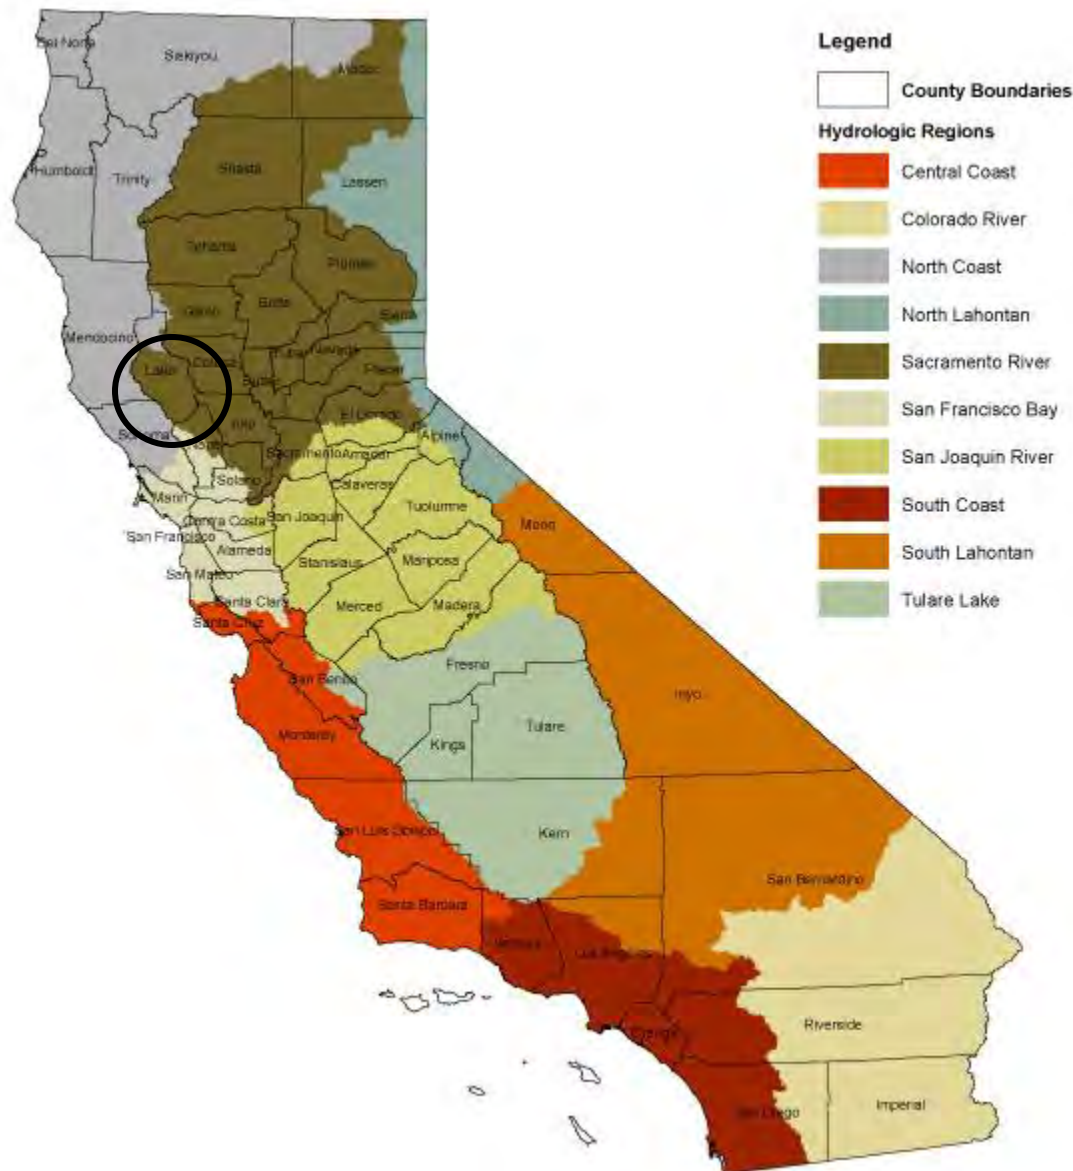 Legend
County Boundaries
Hydrologic Regions
Central Coast
Colorado River
North Coast
North Lahontan
Sacramento River
San Francisco Bay
San Joaquin River
South Coast
South Lahontan
Tulare Lake
Del Norte
Siskiyou
Modoc
Humboldt
Trinity
Shasta
Lassen
Tehama
Plumas
Glenn
Butte
Sierra
Mendocino
Lake
Colusa
Sutter
Yuba
Nevada
Placer
Sonoma
Yolo
El Dorado
Alpine
Sacramento
Amador
Solano
Calaveras
Marin
Tuolumne
Contra Costa
San Joaquin
Mono
San Francisco
Alameda
Stanislaus
Mariposa
San Mateo
Santa Clara
Merced
Madera
Santa Cruz
San Benito
Fresno
Inyo
Monterey
Kings
Tulare
San Luis Obispo
Kern
San Bernardino
Santa Barbara
Ventura
Los Angeles
Orange
Riverside
San Diego
Imperial